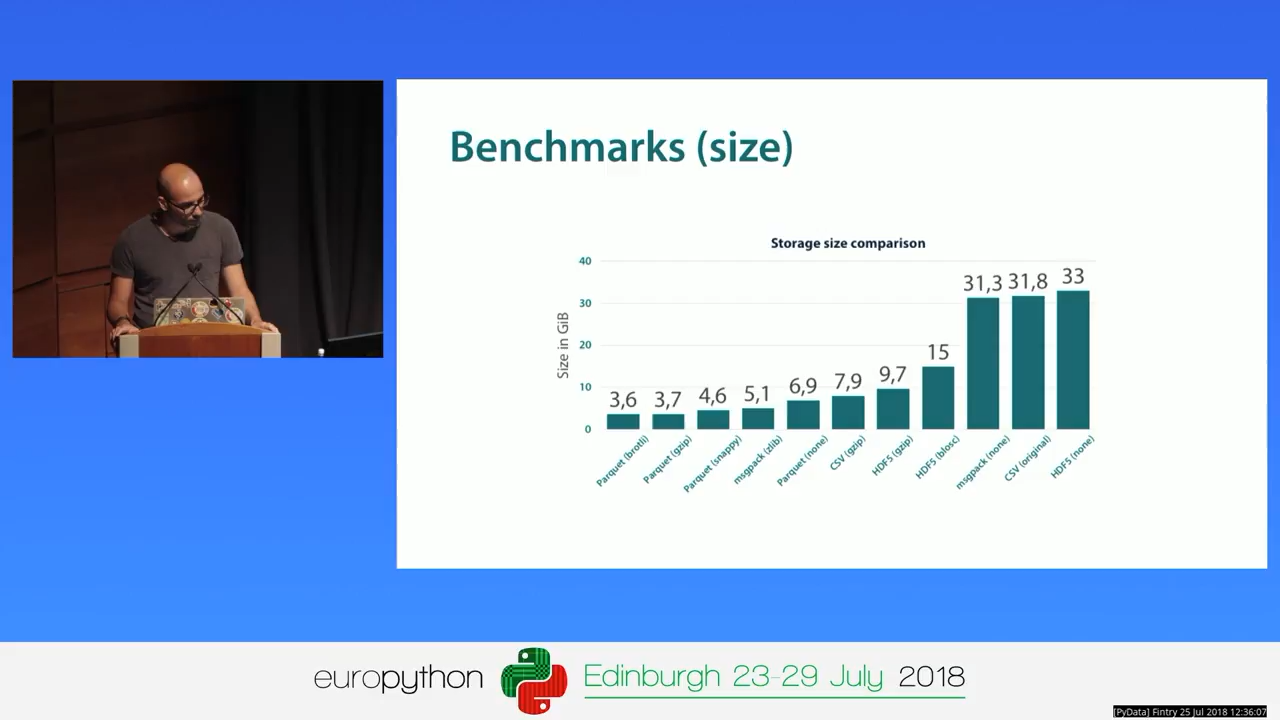 Benchmarks (size)
Storage size comparison
Size in GiB
40
30
20
10
0
3,6
3,7
4,6
5,1
6,9
7,9
9,7
15
31,3
31,8
33
Parquet (brotli)
Parquet (gzip)
Parquet (snappy)
msgpack (zlib)
Parquet (none)
CSV (gzip)
HDF5 (gzip)
HDF5 (blosc)
msgpack (none)
CSV (original)
HDF5 (none)
europython Edinburgh 23-29 July 2018
[PyData] Fintry 25 Jul 2018 12:36:07